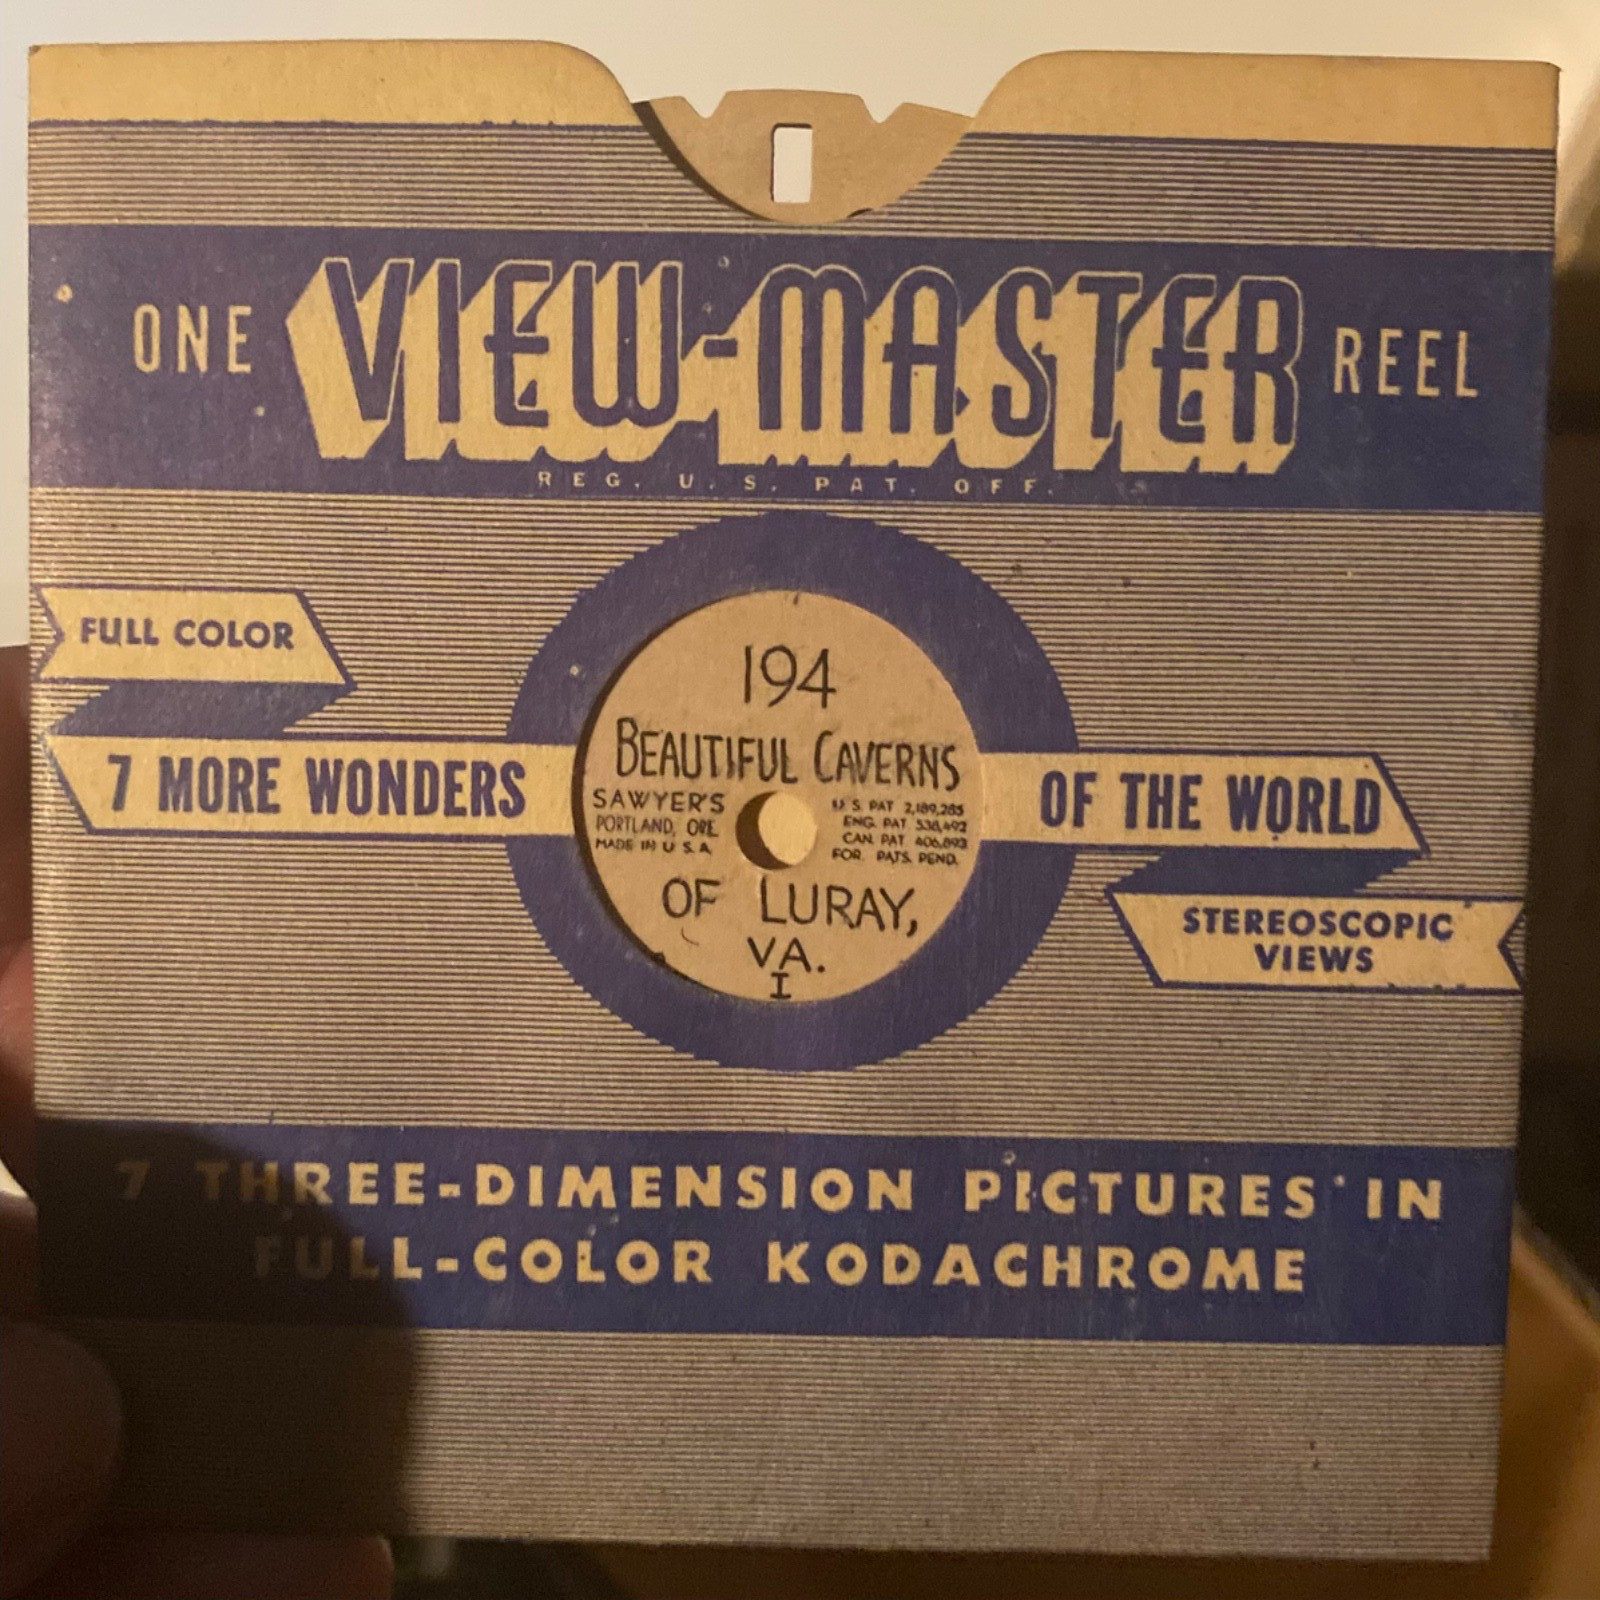 ONE VIEW-MASTER REEL
REG. U. S. PAT. OFF.
FULL COLOR
7 MORE WONDERS OF THE WORLD
STEREOSCOPIC
VIEWS
194
BEAUTIFUL CAVERNS
SAWYER'S
PORTLAND, ORE.
MADE IN U.S.A.
U.S. PAT 2,189,285
ENG. PAT 538,492
CAN. PAT 406,893
FOR. PATS. PEND.
OF LURAY,
VA.
I
7 THREE-DIMENSION PICTURES IN
FULL-COLOR KODACHROME